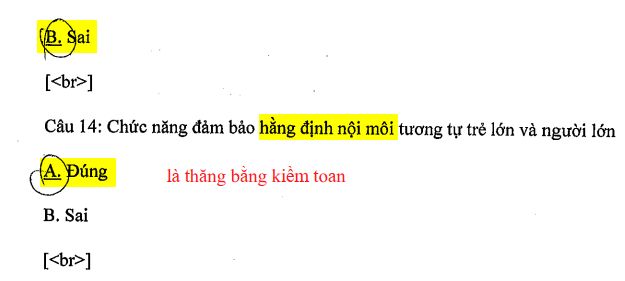 B. Sai
[<br>]
Câu 14: Chức năng đảm bảo hằng định nội môi tương tự trẻ lớn và người lớn
A. Đúng
là thăng bằng kiềm toan
B. Sai
[<br>]